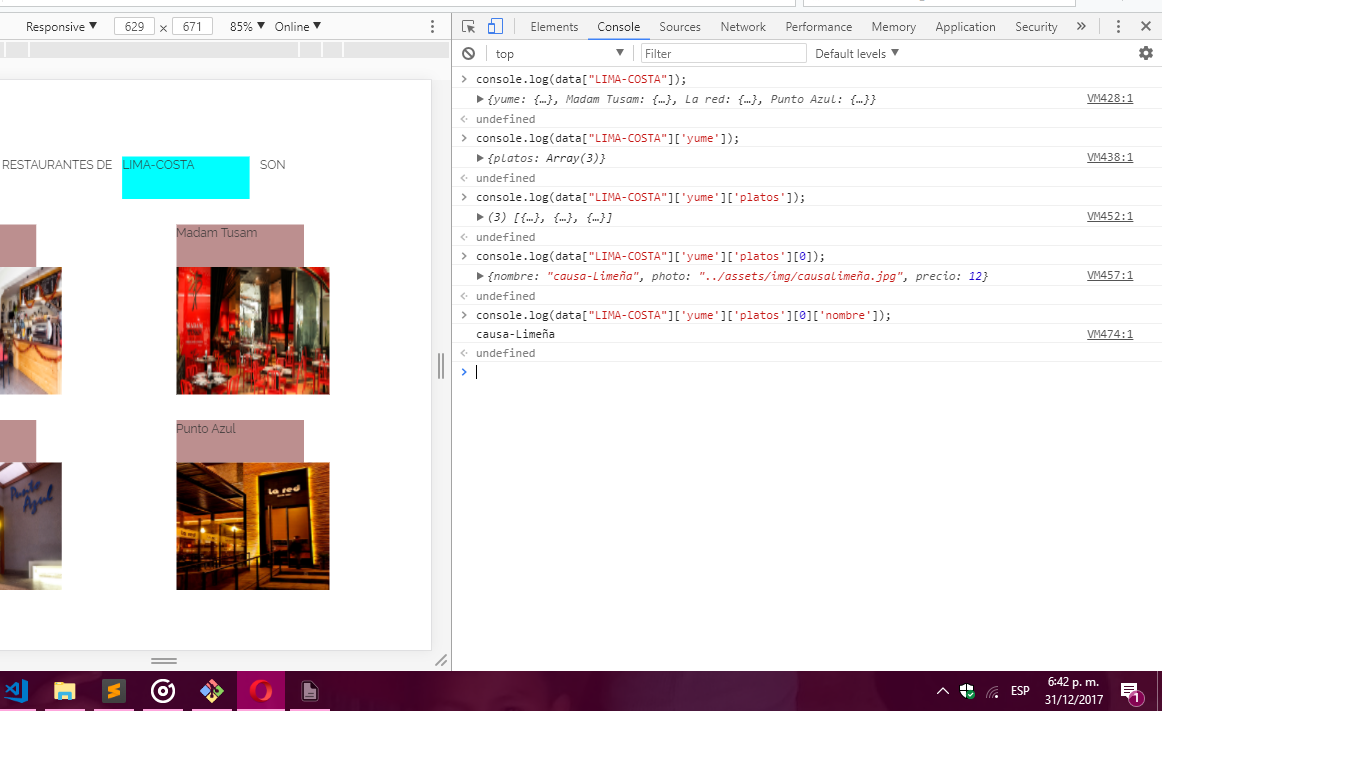 Responsive ▼ 629 × 671 85% ▼ Online ▼
Elements Console Sources Network Performance Memory Application Security »
top ▼ Filter Default levels ▼
> console.log(data["LIMA-COSTA"]);
▶ {yume: {…}, Madam Tusam: {…}, La red: {…}, Punto Azul: {…}} VM428:1
undefined
> console.log(data["LIMA-COSTA"]['yume']);
▶ {platos: Array(3)} VM438:1
undefined
> console.log(data["LIMA-COSTA"]['yume']['platos']);
▶ (3) [{…}, {…}, {…}] VM452:1
undefined
> console.log(data["LIMA-COSTA"]['yume']['platos'][0]);
▶ {nombre: "causa-Limeña", photo: "../assets/img/causalimeña.jpg", precio: 12} VM457:1
undefined
> console.log(data["LIMA-COSTA"]['yume']['platos'][0]['nombre']);
causa-Limeña VM474:1
undefined
>
RESTAURANTES DE LIMA-COSTA SON
Madam Tusam
Punto Azul
Punto
Azul
la red
ESP
6:42 p. m.
31/12/2017
1